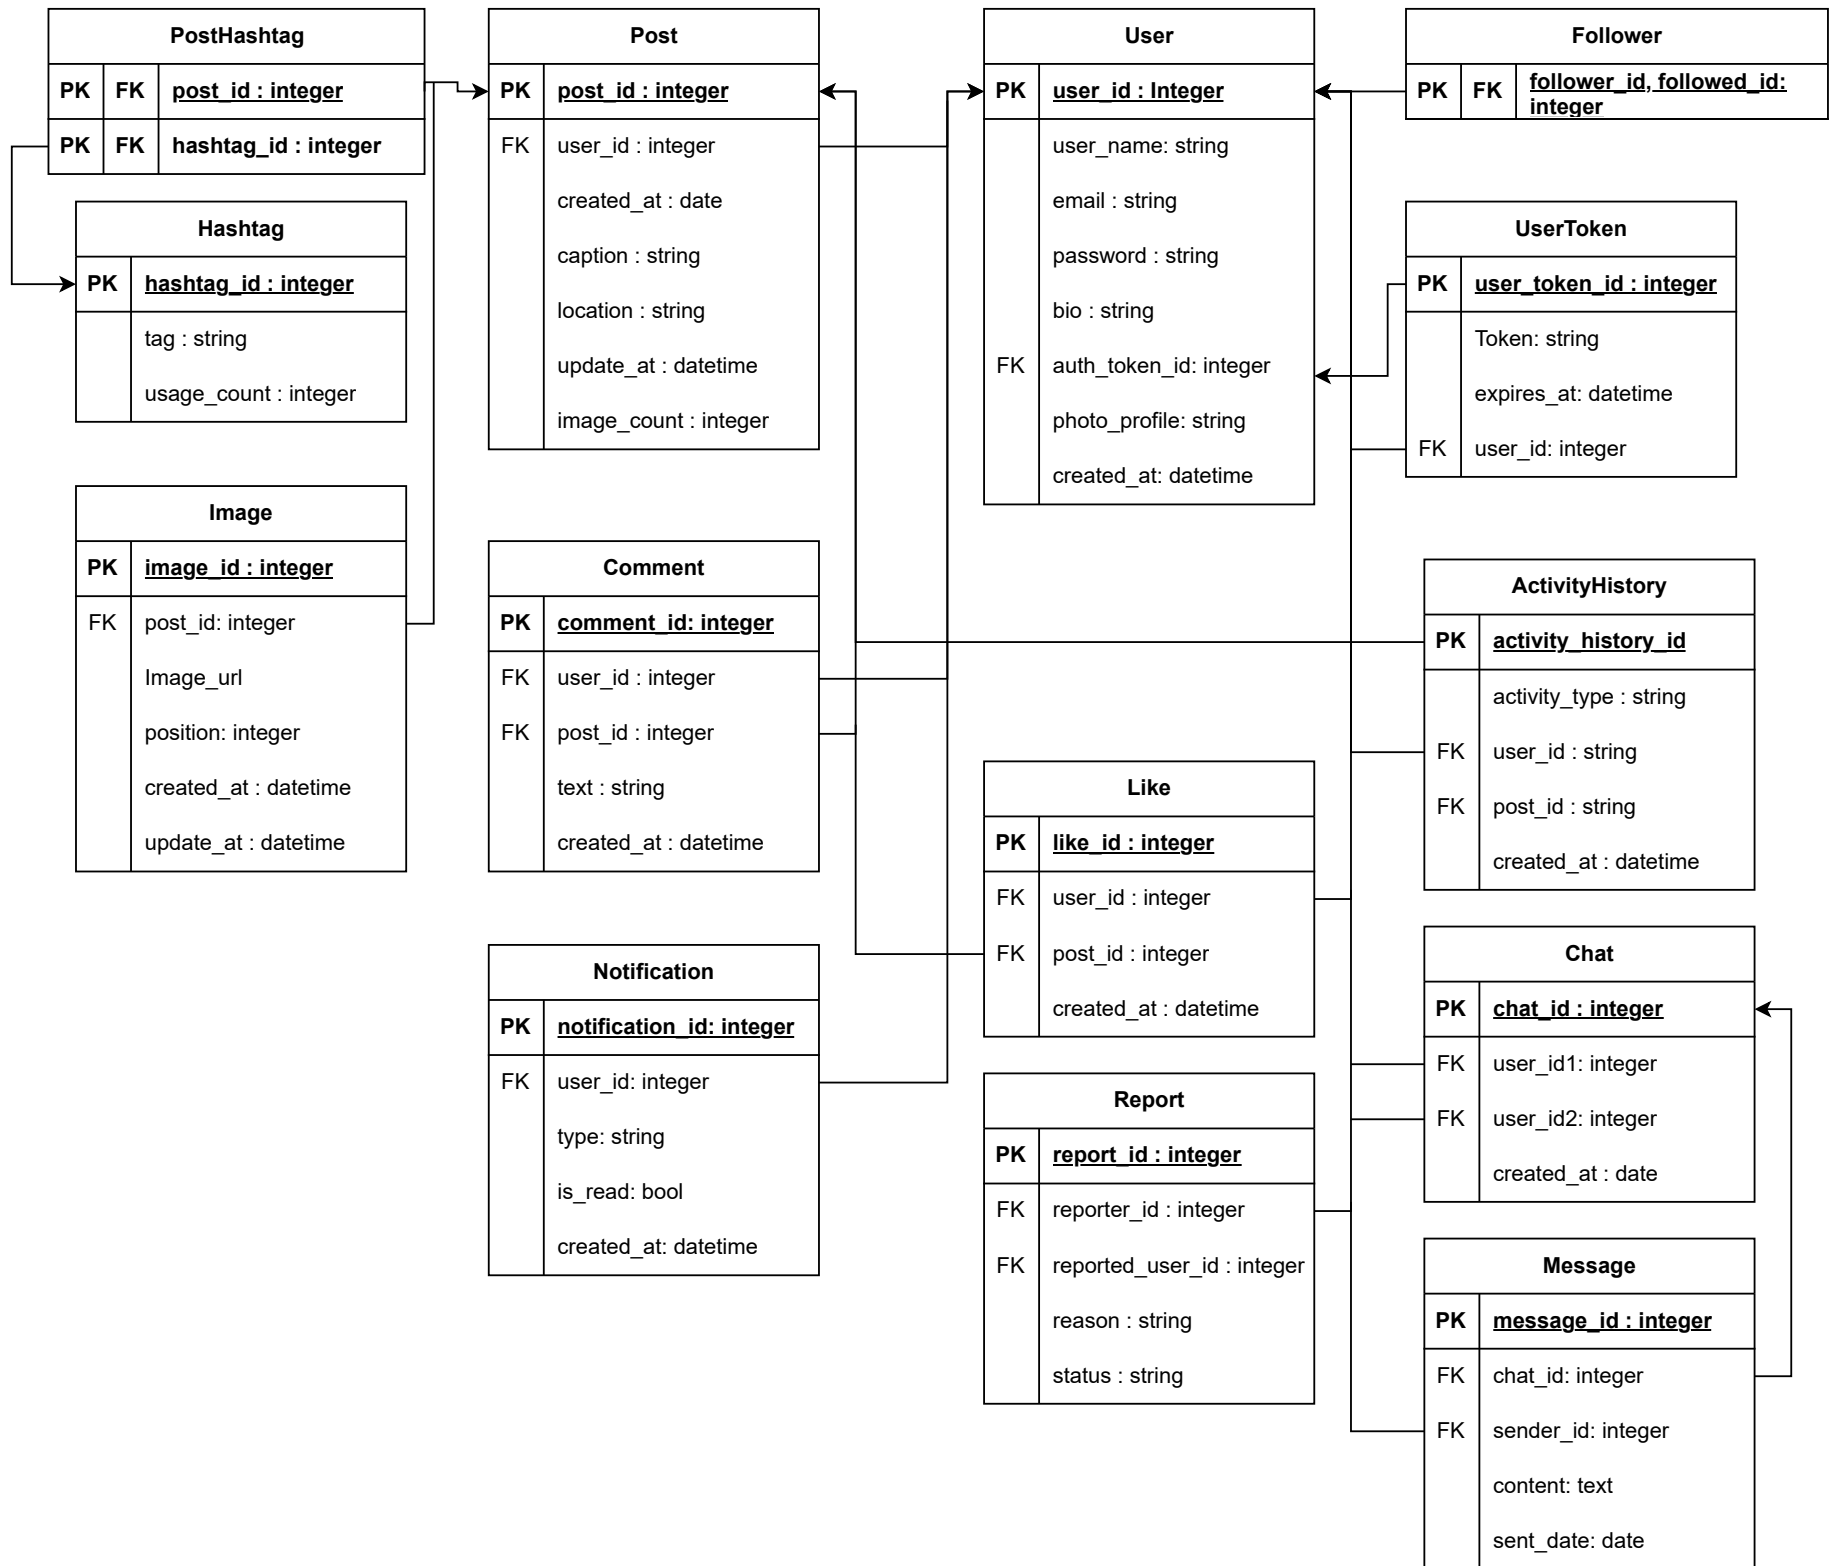 PostHashtag
PK FK post_id : integer
PK FK hashtag_id : integer
Hashtag
PK hashtag_id : integer
tag : string
usage_count : integer
Image
PK image_id : integer
FK post_id: integer
Image_url
position: integer
created_at : datetime
update_at : datetime
Post
PK post_id : integer
FK user_id : integer
created_at : date
caption : string
location : string
update_at : datetime
image_count : integer
Comment
PK comment_id: integer
FK user_id : integer
FK post_id : integer
text : string
created_at : datetime
Notification
PK notification_id: integer
FK user_id: integer
type: string
is_read: bool
created_at: datetime
User
PK user_id : Integer
user_name: string
email : string
password : string
bio : string
FK auth_token_id: integer
photo_profile: string
created_at: datetime
Like
PK like_id : integer
FK user_id : integer
FK post_id : integer
created_at : datetime
Report
PK report_id : integer
FK reporter_id : integer
FK reported_user_id : integer
reason : string
status : string
Follower
PK FK follower_id, followed_id:
integer
UserToken
PK user_token_id : integer
Token: string
expires_at: datetime
FK user_id: integer
ActivityHistory
PK activity_history_id
activity_type : string
FK user_id : string
FK post_id : string
created_at : datetime
Chat
PK chat_id : integer
FK user_id1: integer
FK user_id2: integer
created_at : date
Message
PK message_id : integer
FK chat_id: integer
FK sender_id: integer
content: text
sent_date: date